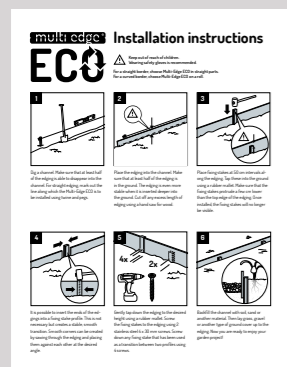 multi edge
ECO
Installation instructions
Keep out of reach of children.
Wearing safety gloves is recommended.
For a straight border, choose Multi-Edge ECO in straight parts.
For a curved border, choose Multi-Edge ECO on a roll.
1
2
3
Dig a channel. Make sure that at least half
of the edging is able to disappear into the
channel. For straight edging, mark out the
line along which the Multi-Edge ECO is to
be installed using twine and pegs.
Place the edging into the channel. Make
sure that at least half of the edging is
in the ground. The edging is even more
stable when it is inserted deeper into
the ground. Cut off any excess length of
edging using a hand saw for wood.
Place fixing stakes at 50 cm intervals al-
ong the edging. Tap them into the ground
using a rubber mallet. Make sure that the
fixing stakes protrude a few cm lower
than the top edge of the edging. Once
installed, the fixing stakes will no longer
be visible.
4
5
4x
2x
6
It is possible to insert the ends of the ed-
gings into a fixing stake profile. This is not
necessary but creates a stable, smooth
transition. Smooth corners can be created
by sawing through the edging and placing
them against each other at the desired
angle.
Gently tap down the edging to the desired
height using a rubber mallet. Screw
the fixing stakes to the edging using 2
stainless steel 4 x 30 mm screws. Screw
down any fixing stake that has been used
as a transition between two profiles using
4 screws.
Backfill the channel with soil, sand or
another material. Then lay grass, gravel
or another type of ground cover up to the
edging. Now you are ready to enjoy your
garden project!